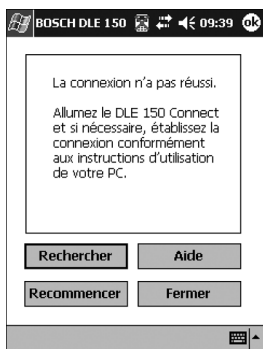 BOSCH DLE 150 09:39 ok
La connexion n'a pas réussi.
Allumez le DLE 150 Connect
et si nécessaire, établissez la
connexion conformément
aux instructions d'utilisation
de votre PC.
Rechercher Aide
Recommencer Fermer